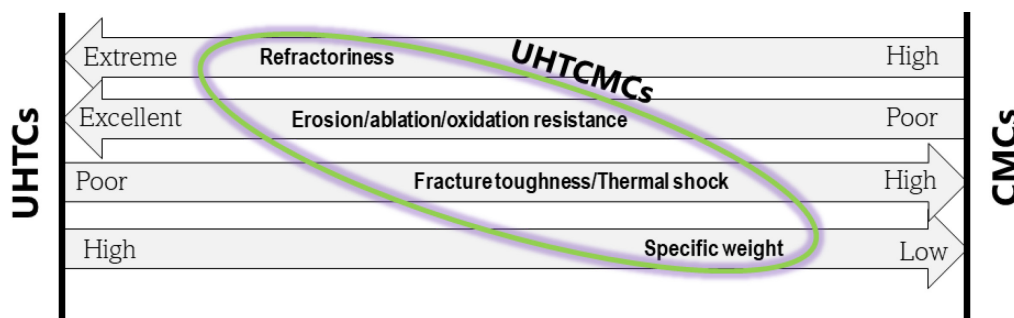 UHTCs
UHTCMCs
Extreme Refractoriness High
Excellent Erosion/ablation/oxidation resistance Poor
Poor Fracture toughness/Thermal shock High
High Specific weight Low
CMCs